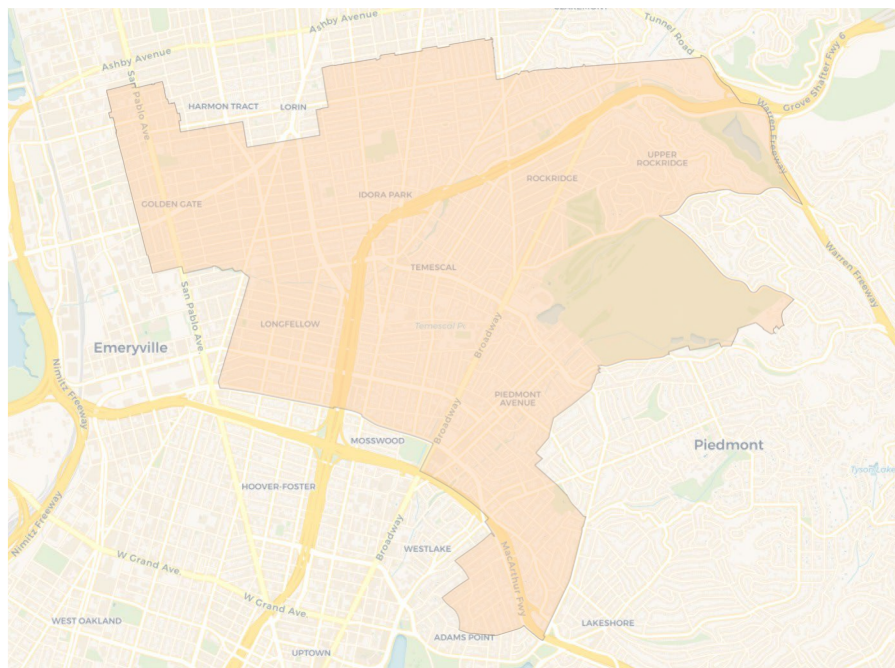 Ashby Avenue
Tunnel Road
Grove Shafter Fwy 6
Ashby Avenue
San Pablo Ave
HARMON TRACT
LORIN
Warren Freeway
UPPER
ROCKRIDGE
ROCKRIDGE
IDORA PARK
GOLDEN GATE
Warren Freeway
TEMESCAL
San Pablo Ave.
LONGFELLOW
Broadway
Emeryville
PIEDMONT
AVENUE
Nimitz Freeway
Broadway
MOSSWOOD
Piedmont
HOOVER-FOSTER
Nimitz Freeway
Broadway
WESTLAKE
MacArthur Fwy
W Grand Ave.
W Grand Ave.
WEST OAKLAND
LAKESHORE
ADAMS POINT
UPTOWN